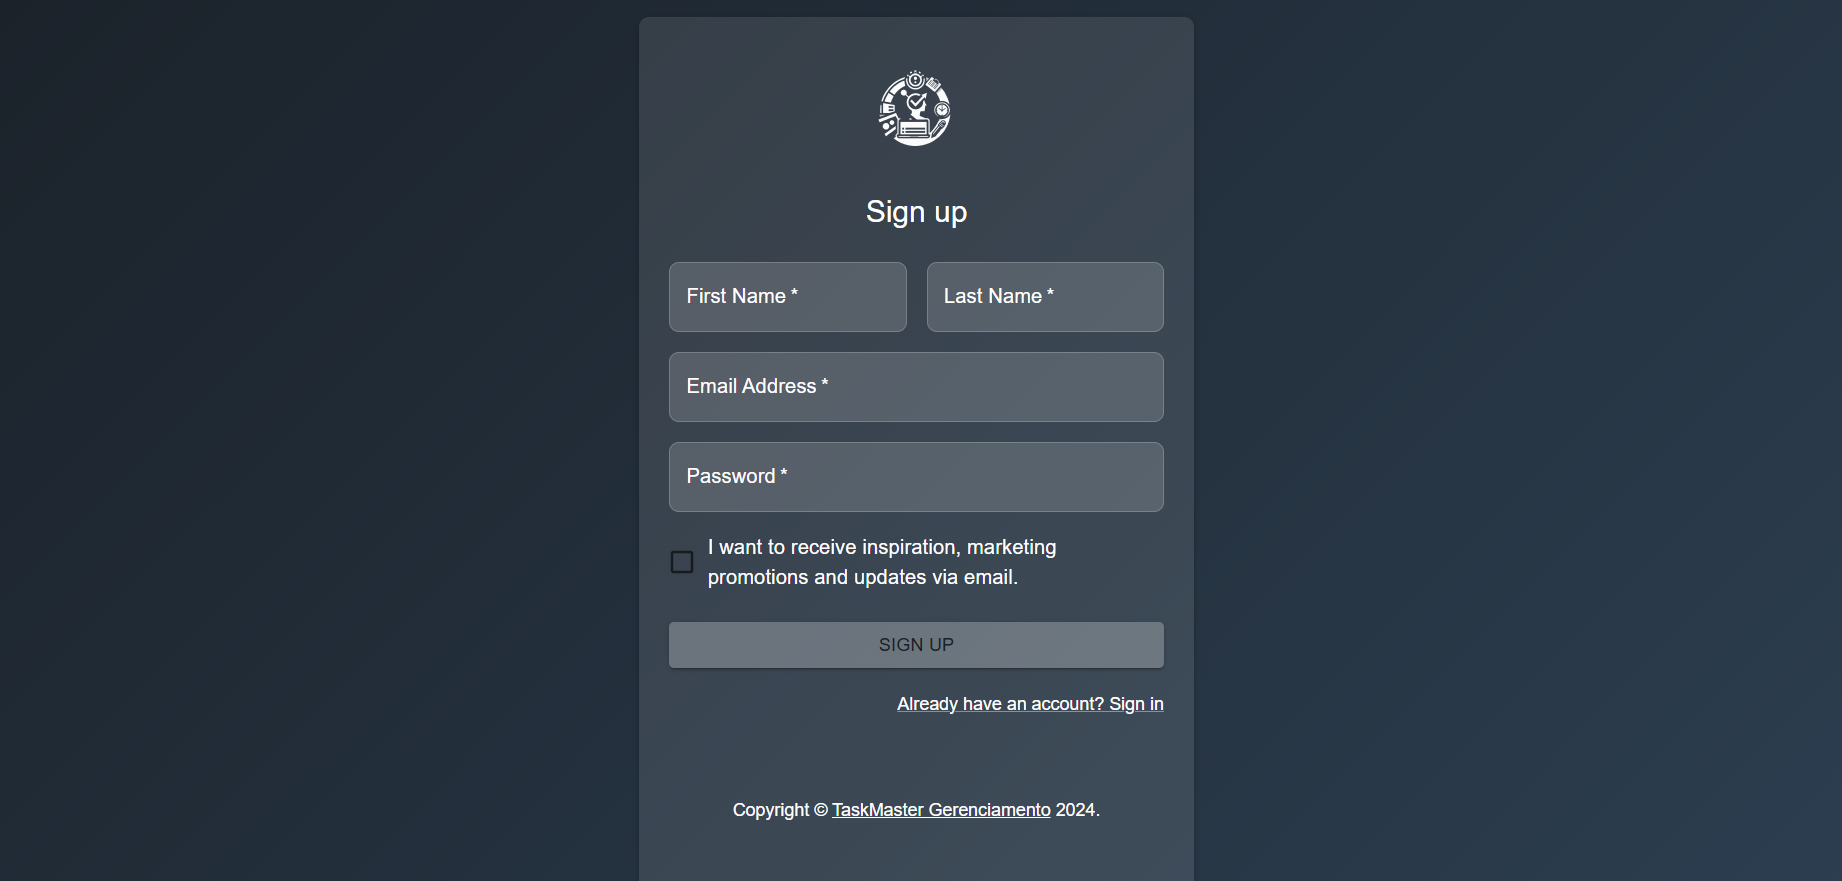 Sign up
First Name *
Last Name *
Email Address *
Password *
I want to receive inspiration, marketing
promotions and updates via email.
SIGN UP
Already have an account? Sign in
Copyright © TaskMaster Gerenciamento 2024.